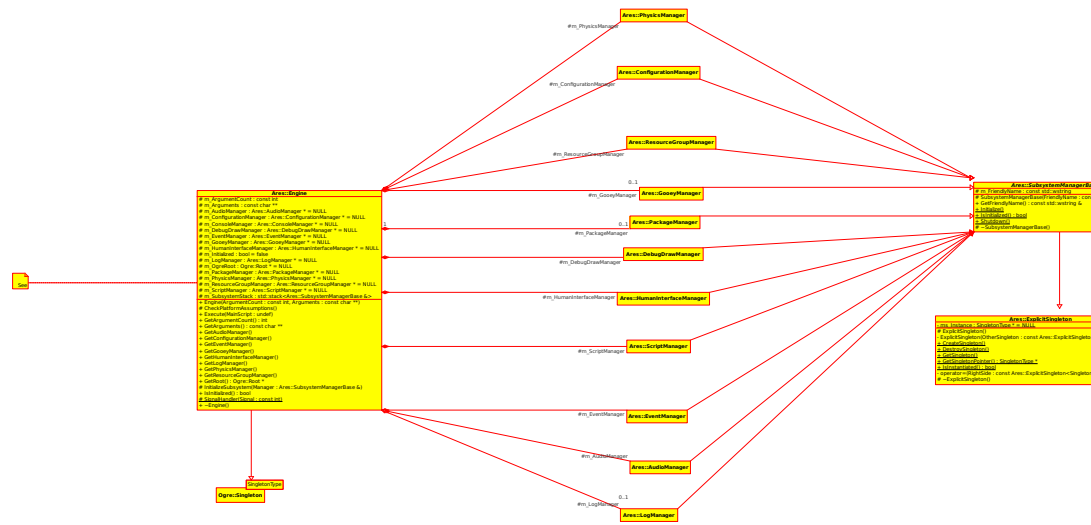 Ares::PhysicsManager
#m_PhysicsManager
Ares::ConfigurationManager
#m_ConfigurationManager
Ares::ResourceGroupManager
#m_ResourceGroupManager
0..1
Ares::GooeyManager
#m_GooeyManager
1
0..1
Ares::PackageManager
#m_PackageManager
Ares::DebugDrawManager
#m_DebugDrawManager
Ares::HumanInterfaceManager
#m_HumanInterfaceManager
Ares::ScriptManager
#m_ScriptManager
Ares::EventManager
#m_EventManager
Ares::AudioManager
#m_AudioManager
0..1
Ares::LogManager
#m_LogManager
See
Ares::Engine
# m_ArgumentCount : const int
# m_Arguments : const char **
# m_AudioManager : Ares::AudioManager * = NULL
# m_ConfigurationManager : Ares::ConfigurationManager * = NULL
# m_ConsoleManager : Ares::ConsoleManager * = NULL
# m_DebugDrawManager : Ares::DebugDrawManager * = NULL
# m_EventManager : Ares::EventManager * = NULL
# m_GooeyManager : Ares::GooeyManager * = NULL
# m_HumanInterfaceManager : Ares::HumanInterfaceManager * = NULL
# m_Initialized : bool = false
# m_LogManager : Ares::LogManager * = NULL
# m_OgreRoot : Ogre::Root * = NULL
# m_PackageManager : Ares::PackageManager * = NULL
# m_PhysicsManager : Ares::PhysicsManager * = NULL
# m_ResourceGroupManager : Ares::ResourceGroupManager * = NULL
# m_ScriptManager : Ares::ScriptManager * = NULL
# m_SubsystemStack : std::stack<Ares::SubsystemManagerBase &>
+ Engine(ArgumentCount : const int, Arguments : const char **)
# CheckPlatformAssumptions()
+ Execute(MainScript : undef)
+ GetArgumentCount() : int
+ GetArguments() : const char **
+ GetAudioManager()
+ GetConfigurationManager()
+ GetEventManager()
+ GetGooeyManager()
+ GetHumanInterfaceManager()
+ GetLogManager()
+ GetPhysicsManager()
+ GetResourceGroupManager()
+ GetRoot() : Ogre::Root *
# InitializeSubsystem(Manager : Ares::SubsystemManagerBase &)
+ IsInitialized() : bool
# SignalHandler(Signal : const int)
+ ~Engine()
SingletonType
Ogre::Singleton
Ares::SubsystemManagerBa
# m_FriendlyName : const std::wstring
# SubsystemManagerBase(FriendlyName : con
+ GetFriendlyName() : const std::wstring &
+ Initialize()
+ IsInitialized() : bool
+ Shutdown()
# ~SubsystemManagerBase()
Ares::ExplicitSingleton
- ms_Instance : SingletonType * = NULL
# ExplicitSingleton()
- ExplicitSingleton(OtherSingleton : const Ares::ExplicitSingleton
+ CreateSingleton()
+ DestroySingleton()
+ GetSingleton()
+ GetSingletonPointer() : SingletonType *
+ IsInstantiated() : bool
- operator=(RightSide : const Ares::ExplicitSingleton<Singleton
# ~ExplicitSingleton()